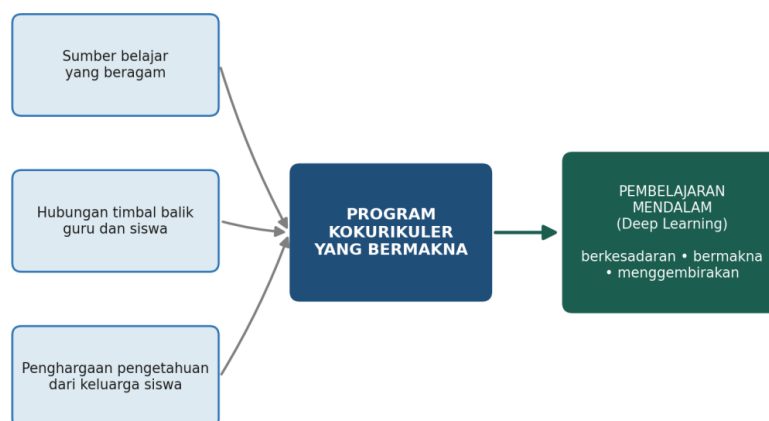 Sumber belajar
yang beragam
Hubungan timbal balik
guru dan siswa
Penghargaan pengetahuan
dari keluarga siswa
PROGRAM
KOKURIKULER
YANG BERMAKNA
PEMBELAJARAN
MENDALAM
(Deep Learning)
berkesadaran • bermakna
• menggembirakan